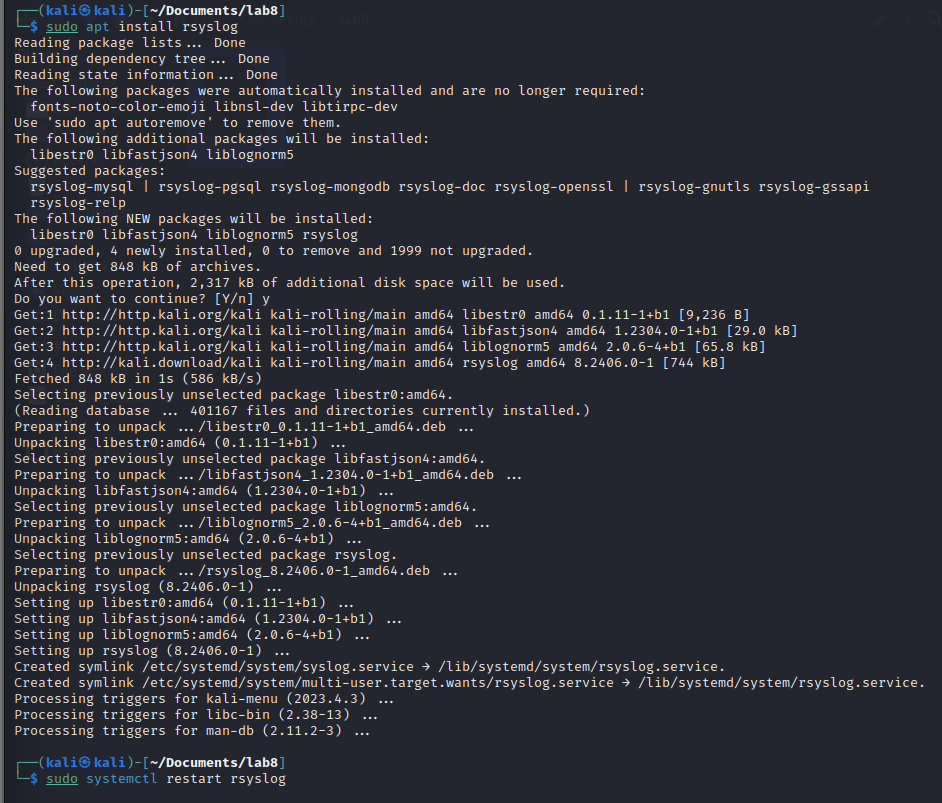 ┌──(kali㉿kali)-[~/Documents/lab8]
└─$ sudo apt install rsyslog
Reading package lists... Done
Building dependency tree... Done
Reading state information... Done
The following packages were automatically installed and are no longer required:
  fonts-noto-color-emoji libnsl-dev libtirpc-dev
Use 'sudo apt autoremove' to remove them.
The following additional packages will be installed:
  libestr0 libfastjson4 liblognorm5
Suggested packages:
  rsyslog-mysql | rsyslog-pgsql rsyslog-mongodb rsyslog-doc rsyslog-openssl | rsyslog-gnutls rsyslog-gssapi
  rsyslog-relp
The following NEW packages will be installed:
  libestr0 libfastjson4 liblognorm5 rsyslog
0 upgraded, 4 newly installed, 0 to remove and 1999 not upgraded.
Need to get 848 kB of archives.
After this operation, 2,317 kB of additional disk space will be used.
Do you want to continue? [Y/n] y
Get:1 http://http.kali.org/kali kali-rolling/main amd64 libestr0 amd64 0.1.11-1+b1 [9,236 B]
Get:2 http://http.kali.org/kali kali-rolling/main amd64 libfastjson4 amd64 1.2304.0-1+b1 [29.0 kB]
Get:3 http://http.kali.org/kali kali-rolling/main amd64 liblognorm5 amd64 2.0.6-4+b1 [65.8 kB]
Get:4 http://kali.download/kali kali-rolling/main amd64 rsyslog amd64 8.2406.0-1 [744 kB]
Fetched 848 kB in 1s (586 kB/s)
Selecting previously unselected package libestr0:amd64.
(Reading database ... 401167 files and directories currently installed.)
Preparing to unpack .../libestr0_0.1.11-1+b1_amd64.deb ...
Unpacking libestr0:amd64 (0.1.11-1+b1) ...
Selecting previously unselected package libfastjson4:amd64.
Preparing to unpack .../libfastjson4_1.2304.0-1+b1_amd64.deb ...
Unpacking libfastjson4:amd64 (1.2304.0-1+b1) ...
Selecting previously unselected package liblognorm5:amd64.
Preparing to unpack .../liblognorm5_2.0.6-4+b1_amd64.deb ...
Unpacking liblognorm5:amd64 (2.0.6-4+b1) ...
Selecting previously unselected package rsyslog.
Preparing to unpack .../rsyslog_8.2406.0-1_amd64.deb ...
Unpacking rsyslog (8.2406.0-1) ...
Setting up libestr0:amd64 (0.1.11-1+b1) ...
Setting up libfastjson4:amd64 (1.2304.0-1+b1) ...
Setting up liblognorm5:amd64 (2.0.6-4+b1) ...
Setting up rsyslog (8.2406.0-1) ...
Created symlink /etc/systemd/system/syslog.service → /lib/systemd/system/rsyslog.service.
Created symlink /etc/systemd/system/multi-user.target.wants/rsyslog.service → /lib/systemd/system/rsyslog.service.
Processing triggers for kali-menu (2023.4.3) ...
Processing triggers for libc-bin (2.38-13) ...
Processing triggers for man-db (2.11.2-3) ...
┌──(kali㉿kali)-[~/Documents/lab8]
└─$ sudo systemctl restart rsyslog